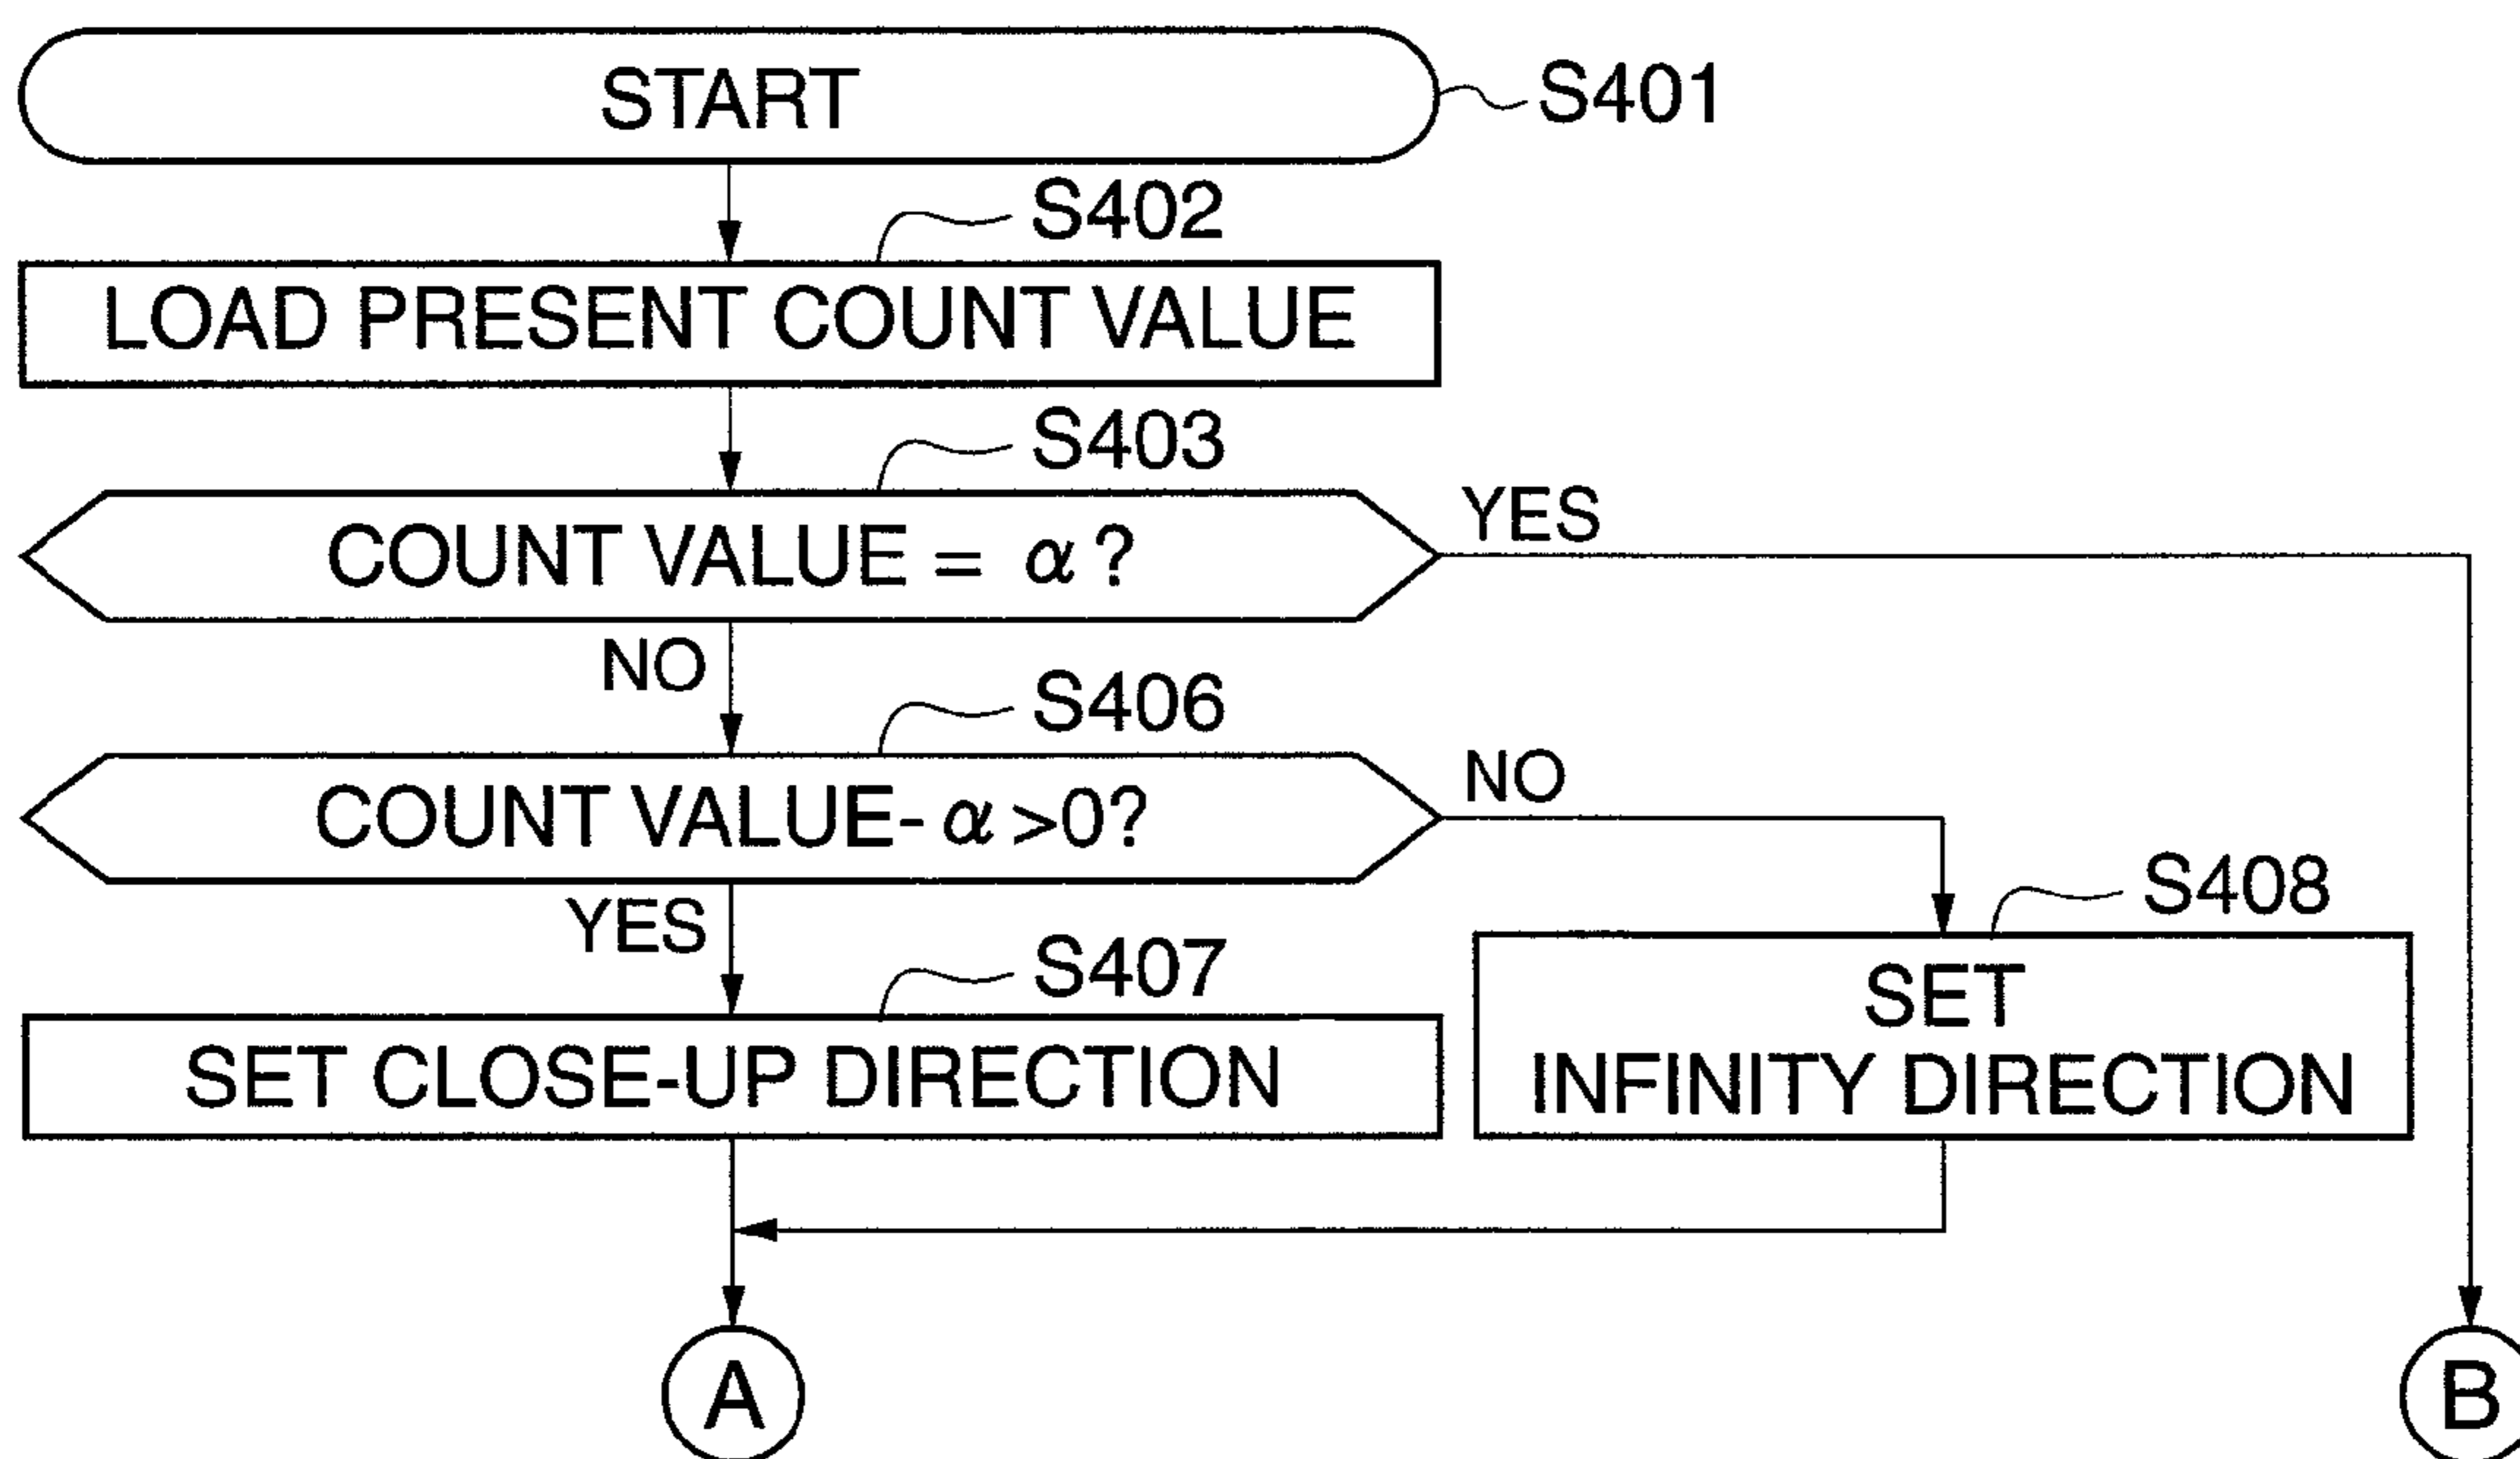 START
S401
S402
LOAD PRESENT COUNT VALUE
S403
COUNT VALUE = α ?
YES
NO
S406
COUNT VALUE- α >0?
NO
YES
S408
S407
SET
INFINITY DIRECTION
SET CLOSE-UP DIRECTION
A
B